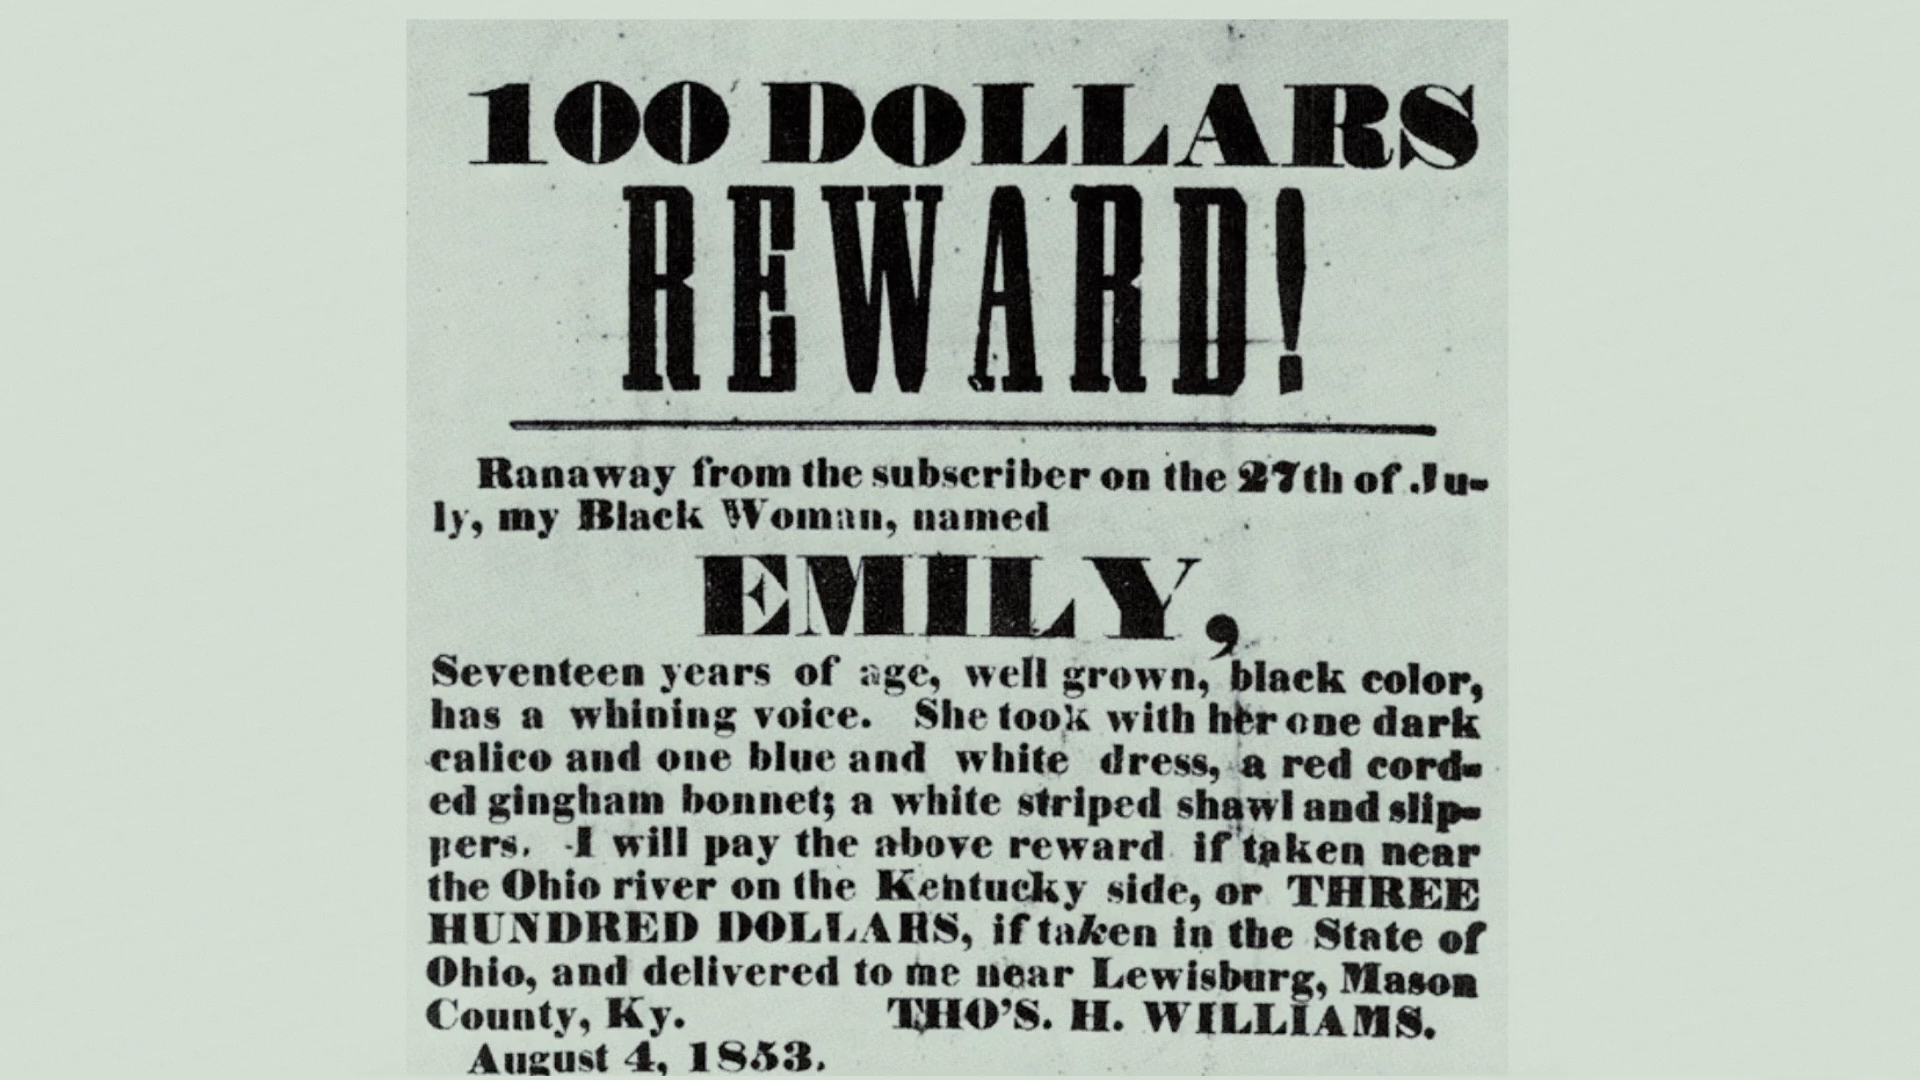 100 DOLLARS
REWARD!
Ranaway from the subscriber on the 27th of Ju-
ly, my Black Woman, named
EMILY,
Seventeen years of age, well grown, black color,
has a whining voice. She took with her one dark
calico and one blue and white dress, a red cord-
ed gingham bonnet; a white striped shawl and slip-
pers. I will pay the above reward if taken near
the Ohio river on the Kentucky side, or THREE
HUNDRED DOLLARS, if taken in the State of
Ohio, and delivered to me near Lewisburg, Mason
County, Ky. THO'S. H. WILLIAMS.
August 4, 1853.